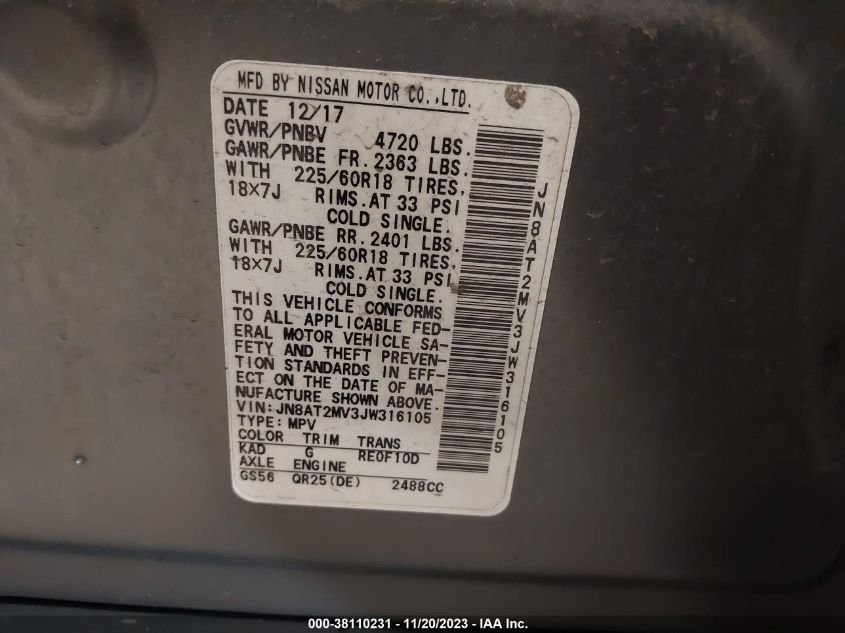 MFD BY NISSAN MOTOR CO.,LTD.
DATE 12/17
GVWR/PNBV 4720 LBS.
GAWR/PNBE FR. 2363 LBS.
WITH 225/60R18 TIRES,
18X7J RIMS.AT 33 PSI
COLD SINGLE.
GAWR/PNBE RR. 2401 LBS.
WITH 225/60R18 TIRES,
18X7J RIMS.AT 33 PSI
COLD SINGLE.
THIS VEHICLE CONFORMS
TO ALL APPLICABLE FED-
ERAL MOTOR VEHICLE SA-
FETY AND THEFT PREVEN-
TION STANDARDS IN EFF-
ECT ON THE DATE OF MA-
NUFACTURE SHOWN ABOVE.
VIN:JN8AT2MV3JW316105
TYPE:MPV
COLOR TRIM TRANS
KAD G RE0F10D
AXLE ENGINE
GS56 QR25(DE) 2488CC
JN8AT2MV3JW316105
000-38110231 - 11/20/2023 - IAA Inc.